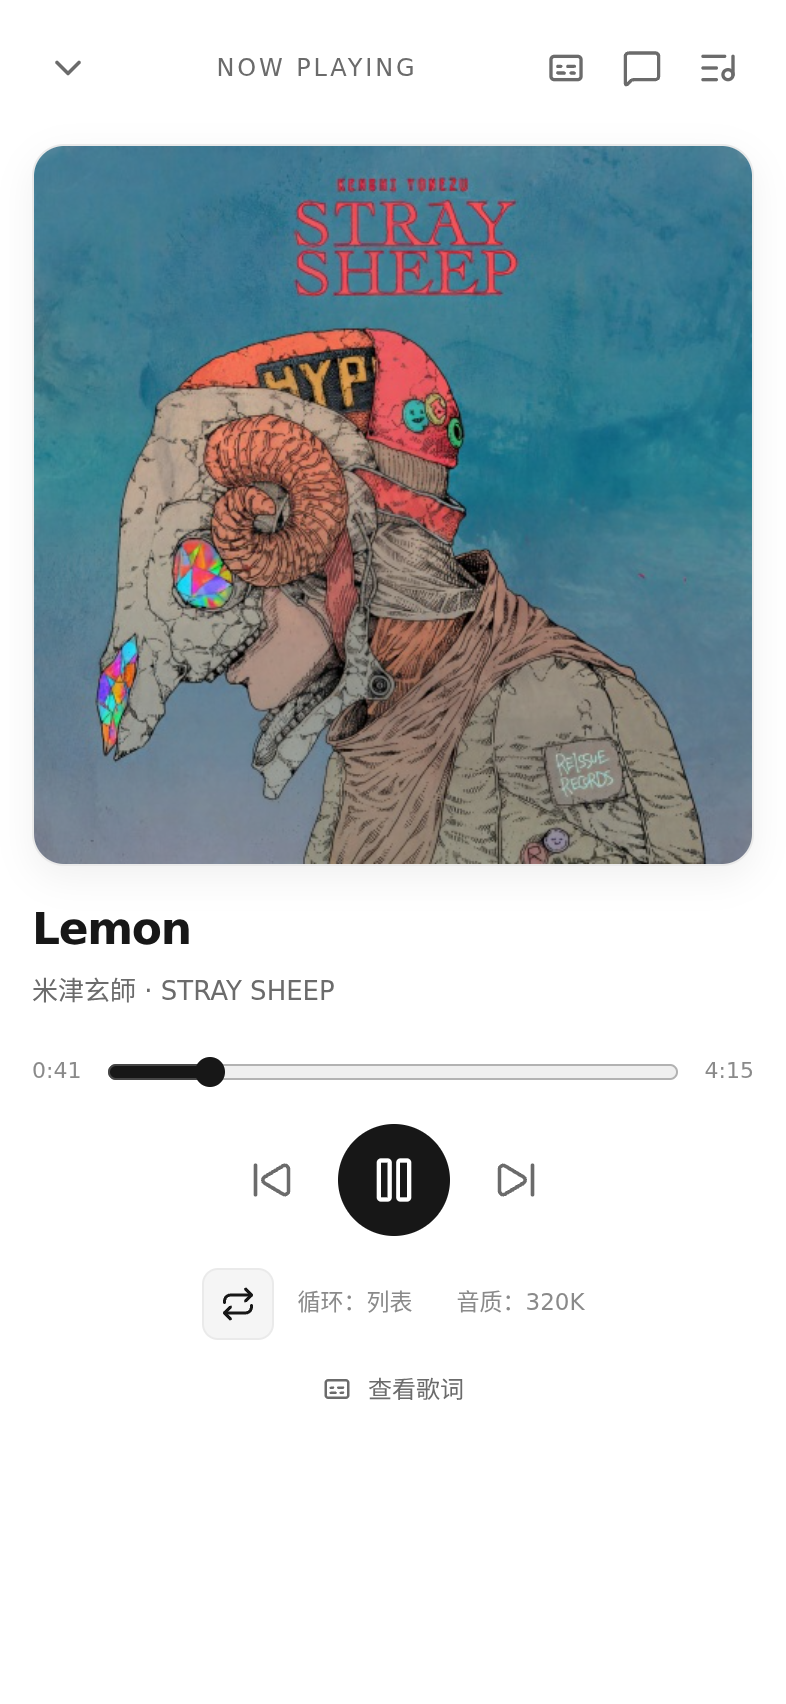 NOW PLAYING
KENSHI YONEZU
STRAY
SHEEP
HYP
REISSUE
RECORDS
R
Lemon
米津玄師 · STRAY SHEEP
0:41
4:15
循环：列表
音质：320K
查看歌词